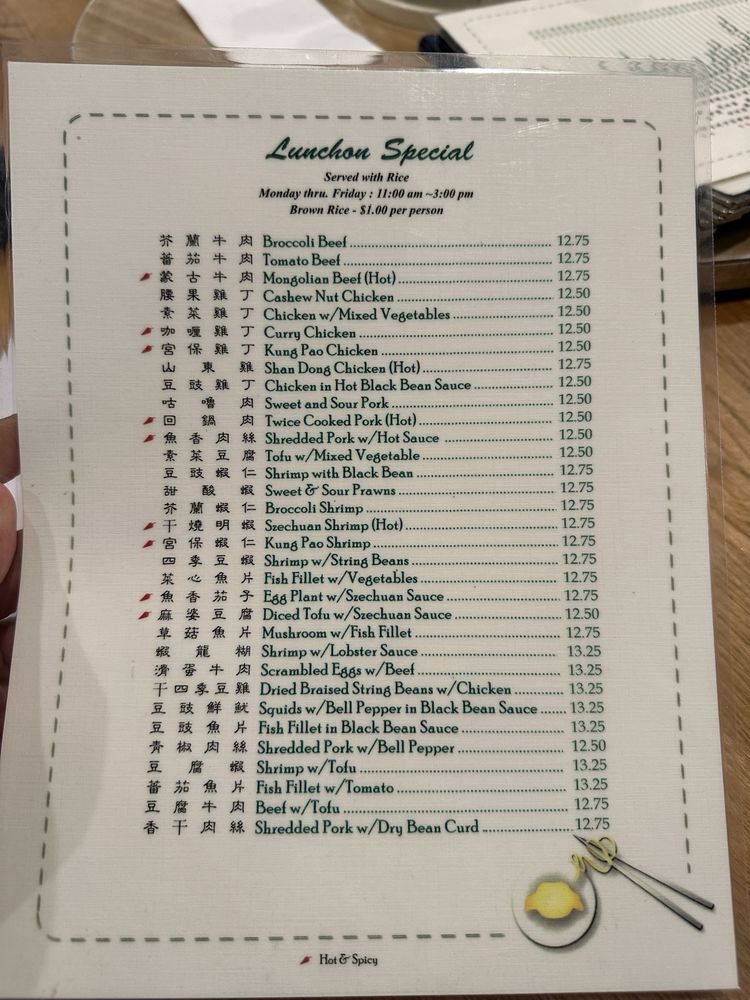 Lunchon Special
Served with Rice
Monday thru. Friday : 11:00 am ~3:00 pm
Brown Rice - $1.00 per person
芥蘭牛肉 Broccoli Beef 12.75
蕃茄牛肉 Tomato Beef 12.75
蒙古牛肉 Mongolian Beef (Hot) 12.75
腰果雞丁 Cashew Nut Chicken 12.50
素菜雞丁 Chicken w/Mixed Vegetables 12.50
咖喱雞丁 Curry Chicken 12.50
宮保雞丁 Kung Pao Chicken 12.50
山東雞 Shan Dong Chicken (Hot) 12.75
豆豉雞丁 Chicken in Hot Black Bean Sauce 12.50
咕嚕肉 Sweet and Sour Pork 12.50
回鍋肉 Twice Cooked Pork (Hot) 12.50
魚香肉絲 Shredded Pork w/Hot Sauce 12.50
素菜豆腐 Tofu w/Mixed Vegetable 12.50
豆豉蝦仁 Shrimp with Black Bean 12.75
甜酸蝦 Sweet & Sour Prawns 12.75
芥蘭蝦仁 Broccoli Shrimp 12.75
干燒明蝦 Szechuan Shrimp (Hot) 12.75
宮保蝦仁 Kung Pao Shrimp 12.75
四季豆蝦 Shrimp w/String Beans 12.75
菜心魚片 Fish Fillet w/Vegetables 12.75
魚香茄子 Egg Plant w/Szechuan Sauce 12.75
麻婆豆腐 Diced Tofu w/Szechuan Sauce 12.50
草菇魚片 Mushroom w/Fish Fillet 12.75
蝦龍糊 Shrimp w/Lobster Sauce 13.25
滑蛋牛肉 Scrambled Eggs w/Beef 13.25
干四季豆雞 Dried Braised String Beans w/Chicken 13.25
豆豉鮮魷 Squids w/Bell Pepper in Black Bean Sauce 13.25
豆豉魚片 Fish Fillet in Black Bean Sauce 13.25
青椒肉絲 Shredded Pork w/Bell Pepper 12.50
豆腐蝦 Shrimp w/Tofu 13.25
蕃茄魚片 Fish Fillet w/Tomato 13.25
豆腐牛肉 Beef w/Tofu 12.75
香干肉絲 Shredded Pork w/Dry Bean Curd 12.75
Hot & Spicy